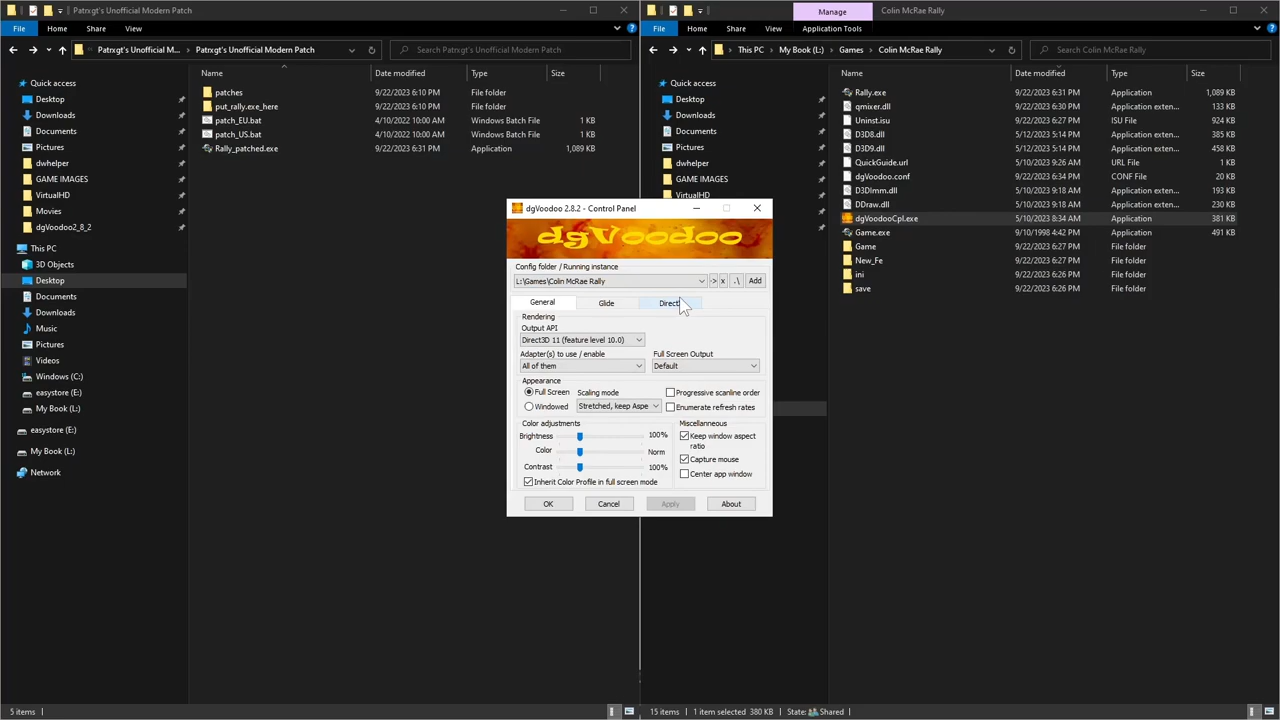 Patrxgt's Unofficial Modern Patch
File Home Share View
Patrxgt's Unofficial M... Patrxgt's Unofficial Modern Patch
Search Patrxgt's Unofficial Modern Patch
Name Date modified Type Size
Quick access
Desktop
Downloads
Documents
Pictures
dwhelper
GAME IMAGES
VirtualHD
Movies
dgVoodoo2_8_2
This PC
3D Objects
Desktop
Documents
Downloads
Music
Pictures
Videos
Windows (C:)
easystore (E:)
My Book (L:)
easystore (E:)
My Book (L:)
Network
patches 9/22/2023 6:10 PM File folder
put_rally.exe_here 9/22/2023 6:10 PM File folder
patch_EU.bat 4/10/2022 10:00 AM Windows Batch File 1 KB
patch_US.bat 4/10/2022 10:00 AM Windows Batch File 1 KB
Rally_patched.exe 9/22/2023 6:31 PM Application 1,089 KB
5 items
Manage Colin McRae Rally
File Home Share View Application Tools
This PC My Book (L:) Games Colin McRae Rally
Search Colin McRae Rally
Name Date modified Type Size
Quick access
Desktop
Downloads
Documents
Pictures
dwhelper
GAME IMAGES
VirtualHD
Rally.exe 9/22/2023 6:31 PM Application 1,089 KB
qmixer.dll 9/22/2023 6:26 PM Application exten... 133 KB
Uninst.isu 9/22/2023 6:27 PM ISU File 924 KB
D3D8.dll 5/12/2023 5:14 PM Application exten... 385 KB
D3D9.dll 5/12/2023 5:14 PM Application exten... 458 KB
QuickGuide.url 5/10/2023 9:26 AM URL File 1 KB
dgVoodoo.conf 9/22/2023 6:34 PM CONF File 20 KB
D3DImm.dll 5/10/2023 9:18 AM Application exten... 193 KB
DDraw.dll 5/10/2023 9:18 AM Application exten... 230 KB
dgVoodooCpl.exe 5/10/2023 8:34 AM Application 381 KB
Game.exe 9/10/1998 4:42 PM Application 491 KB
Game 9/22/2023 6:27 PM File folder
New_Fe 9/22/2023 6:27 PM File folder
ini 9/22/2023 6:27 PM File folder
save 9/22/2023 6:26 PM File folder
15 items 1 item selected 380 KB State: Shared
dgVoodoo 2.8.2 - Control Panel
dgVoodoo
Config folder / Running instance
L:\Games\Colin McRae Rally -> x .\ Add
General Glide
Rendering
Output API
Direct3D 11 (feature level 10.0)
Adapter(s) to use / enable Full Screen Output
All of them Default
Appearance
Full Screen Scaling mode Progressive scanline order
Windowed Stretched, keep Aspe Enumerate refresh rates
Color adjustments Miscellaneous
Brightness 100% Keep window aspect
ratio
Color Norm Capture mouse
Contrast 100% Center app window
Inherit Color Profile in full screen mode
OK Cancel Apply About